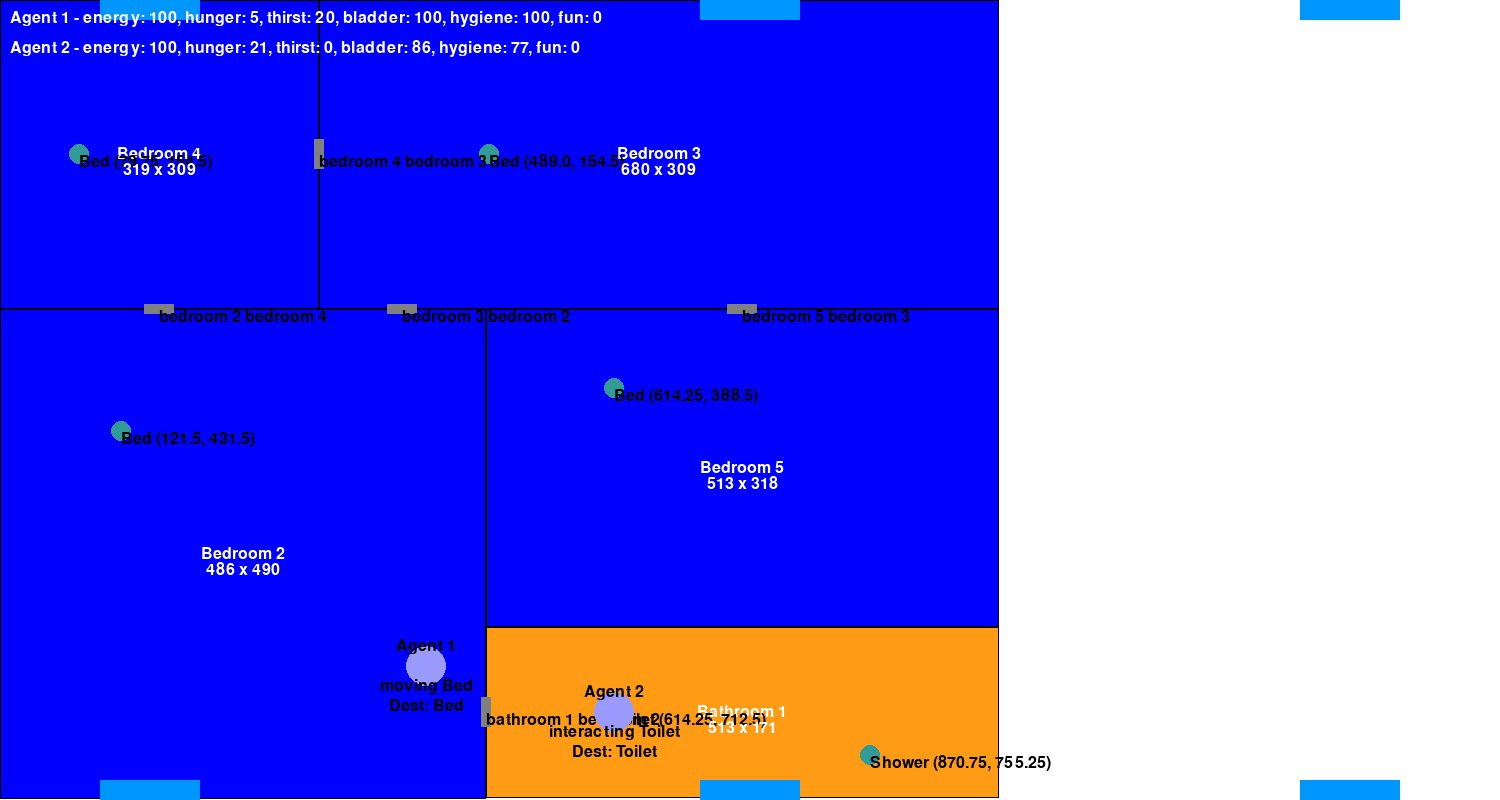 Agent 1 - energy: 100, hunger: 5, thirst: 20, bladder: 100, hygiene: 100, fun: 0
Agent 2 - energy: 100, hunger: 21, thirst: 0, bladder: 86, hygiene: 77, fun: 0
Bedroom 4
319 x 309
Bed
bedroom 4 bedroom 3
Bed (489.0, 154.5)
Bedroom 3
680 x 309
bedroom 2 bedroom 4
bedroom 3 bedroom 2
bedroom 5 bedroom 3
Bed (614.25, 388.5)
Bed (121.5, 431.5)
Bedroom 5
513 x 318
Bedroom 2
486 x 490
Agent 1
moving Bed
Dest: Bed
Agent 2
bathroom 1
(614.25, 712.5)
Bathroom 1
513 x 171
interacting Toilet
Dest: Toilet
Shower (870.75, 755.25)